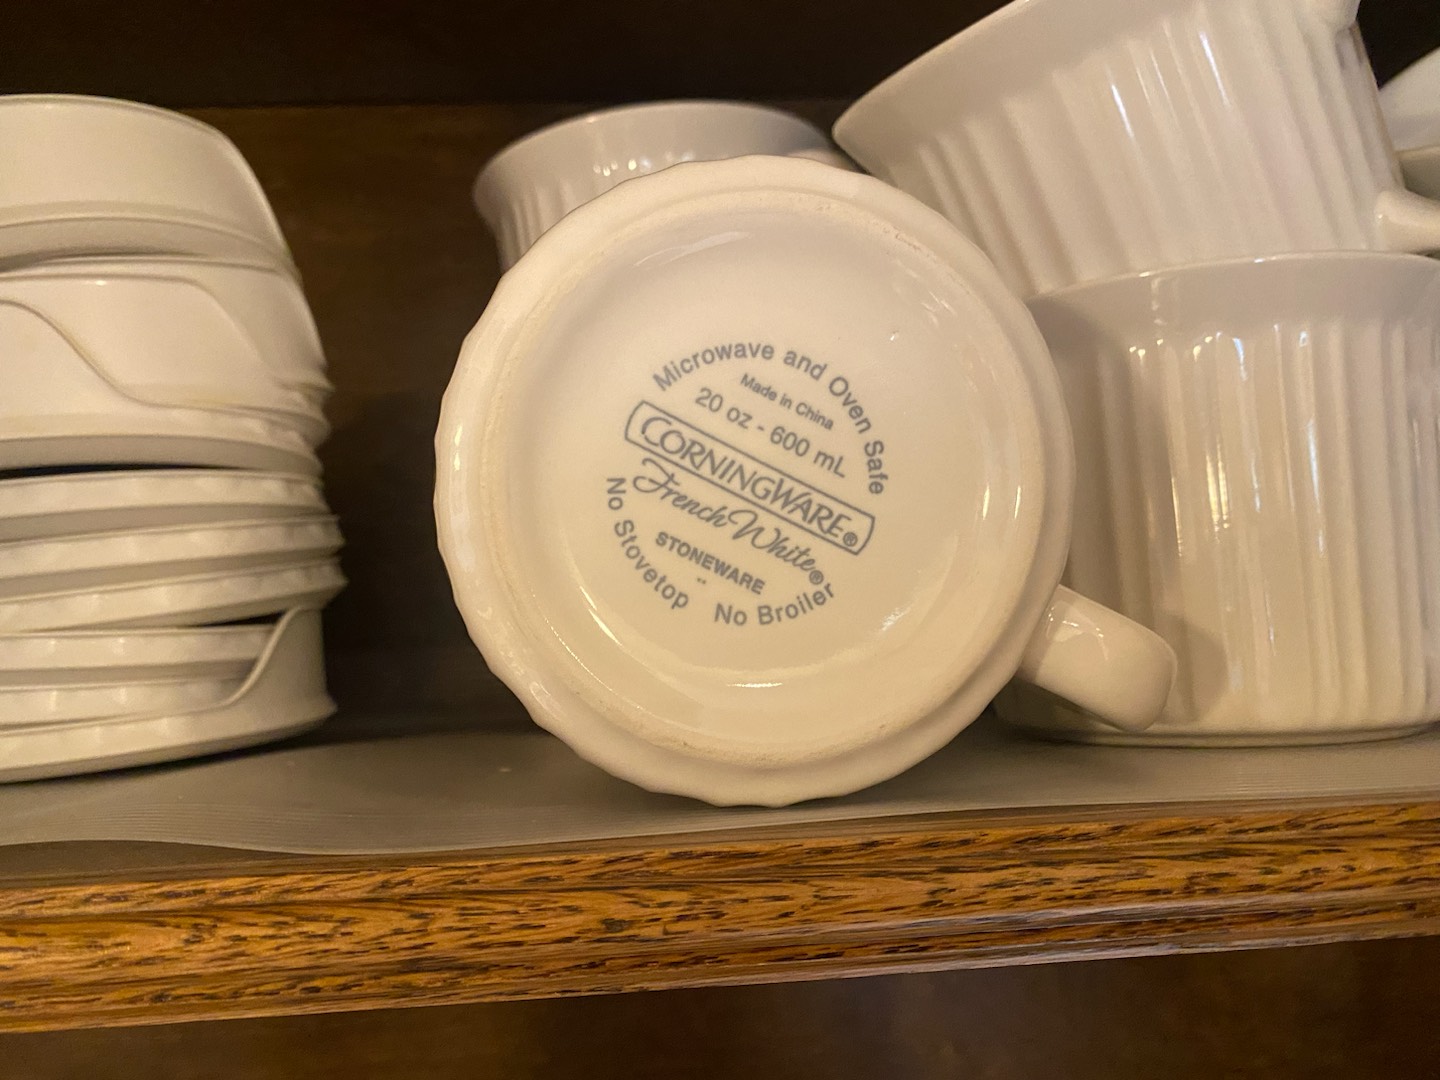 Microwave and Oven Safe
Made in China
20 oz - 600 mL
CORNINGWARE®
French White®
STONEWARE
No Stovetop No Broiler